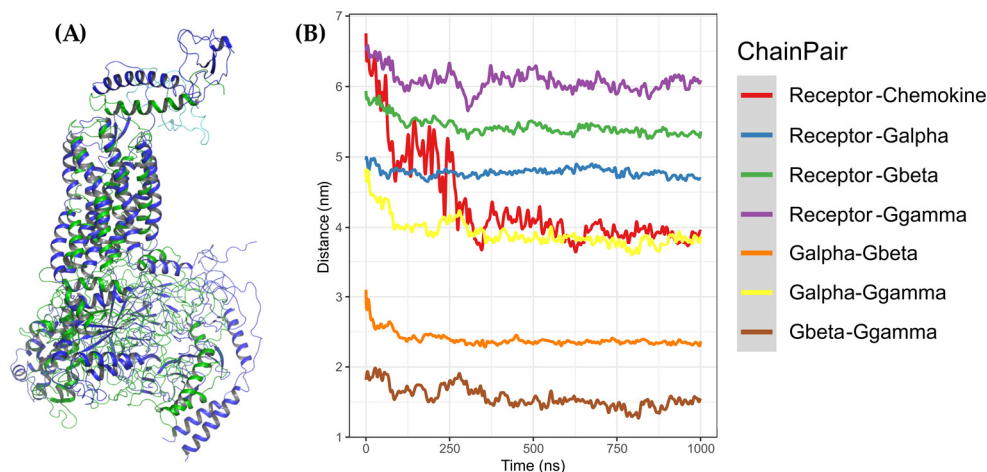 (A)
(B)
7
6
5
4
3
2
1
Distance (nm)
0
250
500
750
1000
Time (ns)
ChainPair
Receptor-Chemokine
Receptor-Galpha
Receptor-Gbeta
Receptor-Ggamma
Galpha-Gbeta
Galpha-Ggamma
Gbeta-Ggamma